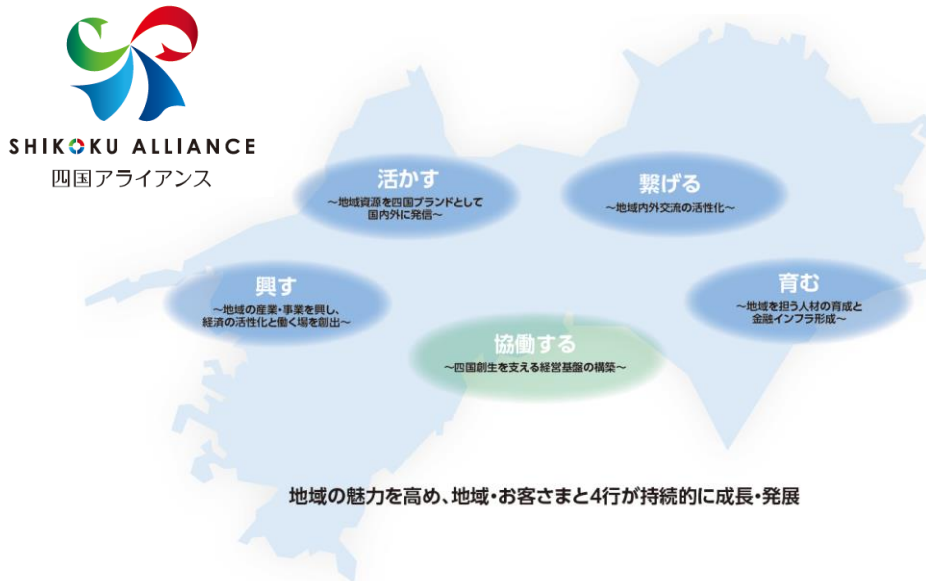 SHIKOKU ALLIANCE
四国アライアンス
活かす
～地域資源を四国ブランドとして
国内外に発信～
繋げる
～地域内外交流の活性化～
興す
～地域の産業・事業を興し、
経済の活性化と働く場を創出～
育む
～地域を担う人材の育成と
金融インフラ形成～
協働する
～四国創生を支える経営基盤の構築～
地域の魅力を高め、地域・お客さまと4行が持続的に成長・発展